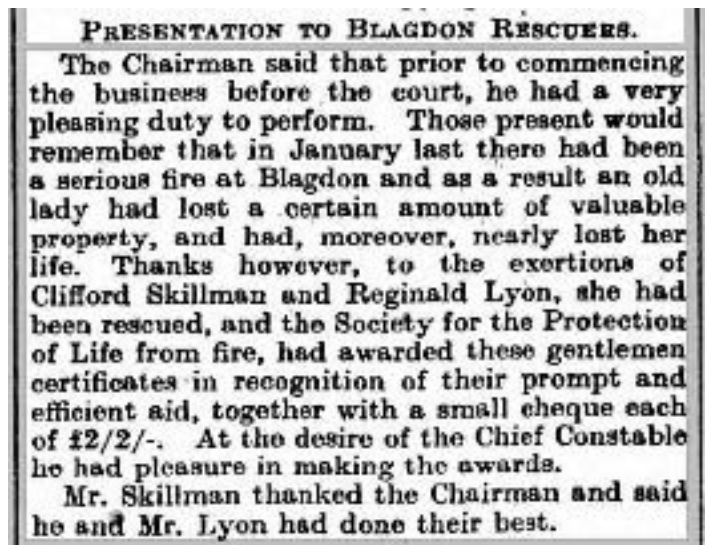 PRESENTATION TO BLAGDON RESCUERS.
The Chairman said that prior to commencing
the business before the court, he had a very
pleasing duty to perform. Those present would
remember that in January last there had been
a serious fire at Blagdon and as a result an old
lady had lost a certain amount of valuable
property, and had, moreover, nearly lost her
life. Thanks however, to the exertions of
Clifford Skillman and Reginald Lyon, she had
been rescued, and the Society for the Protection
of Life from fire, had awarded these gentlemen
certificates in recognition of their prompt and
efficient aid, together with a small cheque each
of £2/2/-. At the desire of the Chief Constable
he had pleasure in making the awards.
Mr. Skillman thanked the Chairman and said
he and Mr. Lyon had done their best.